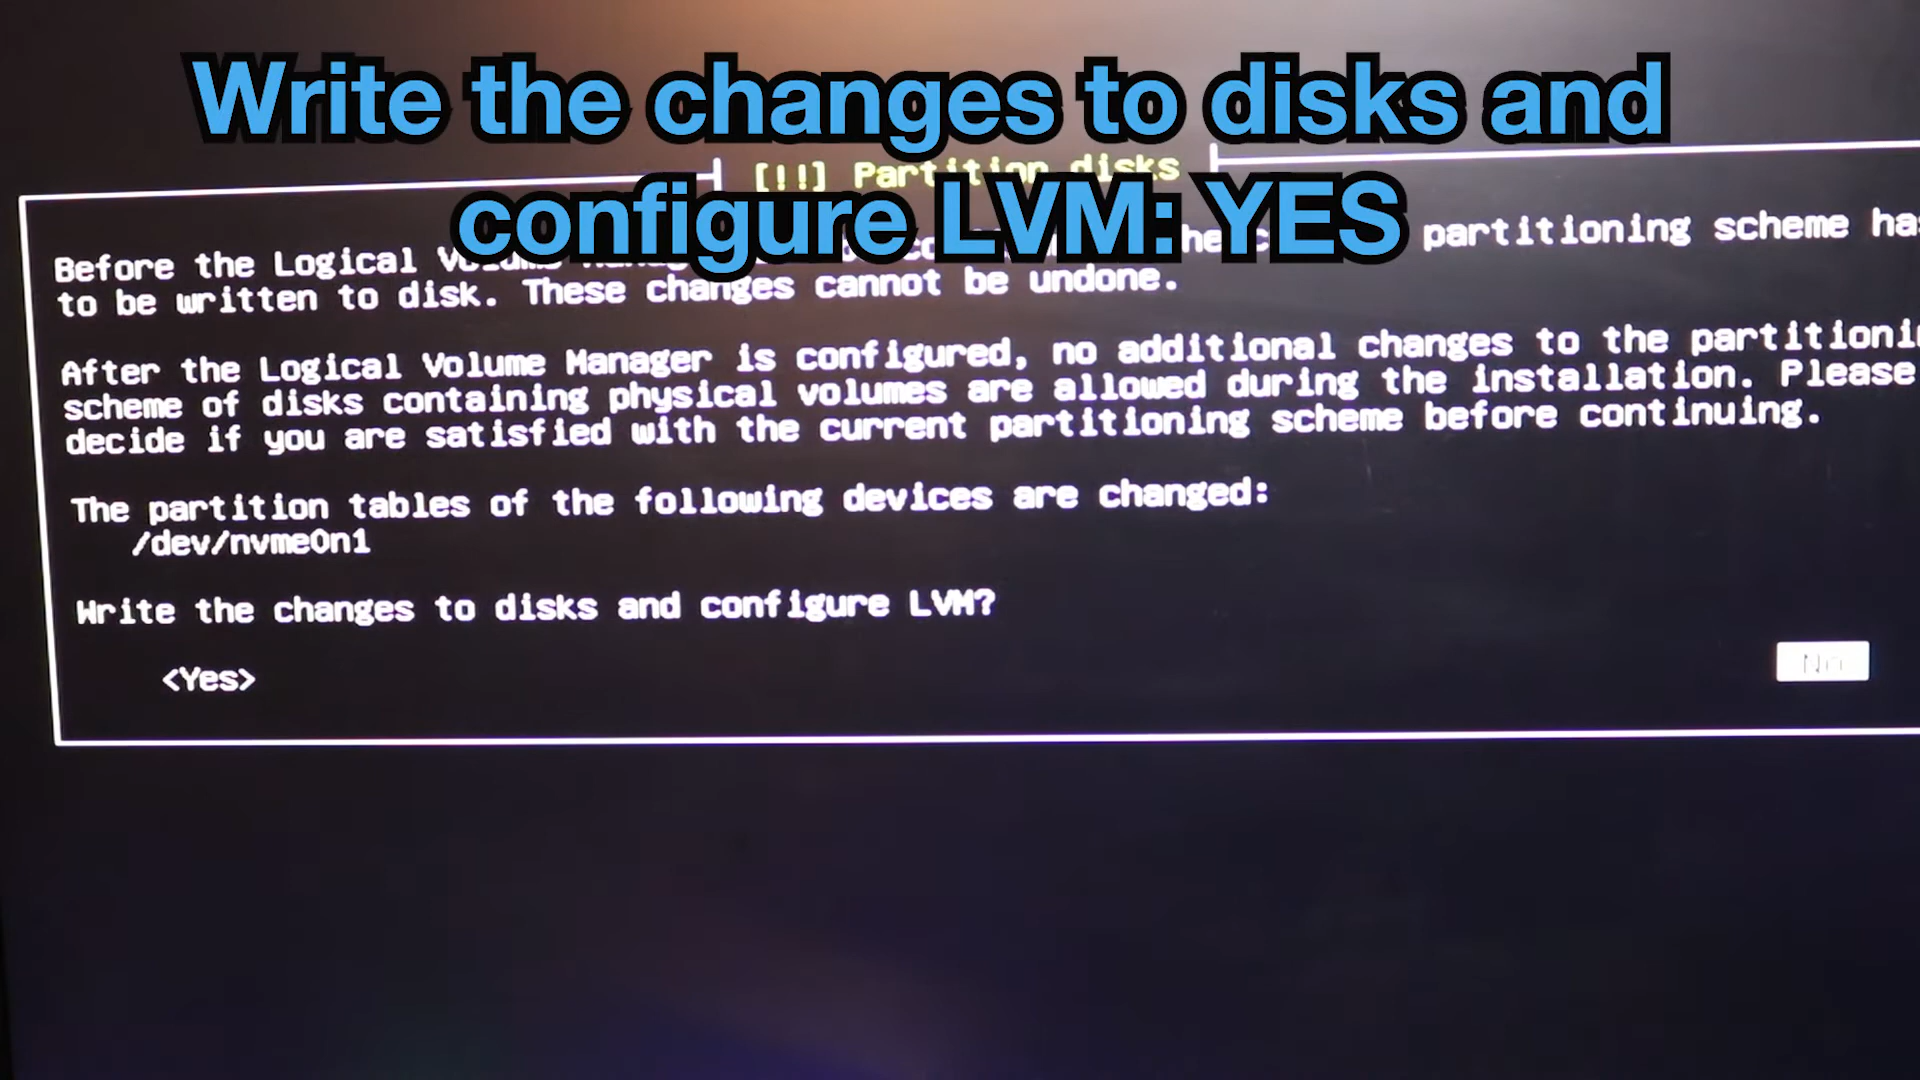 Write the changes to disks and
configure LVM: YES
[!!] Partition disks
Before the Logical Volume partitioning scheme
to be written to disk. These changes cannot be undone.
After the Logical Volume Manager is configured, no additional changes to the
scheme of disks containing physical volumes are allowed during the installation. Please
decide if you are satisfied with the current partitioning scheme before continuing.
The partition tables of the following devices are changed:
/dev/nvme0n1
Write the changes to disks and configure LVM?
<Yes>
No